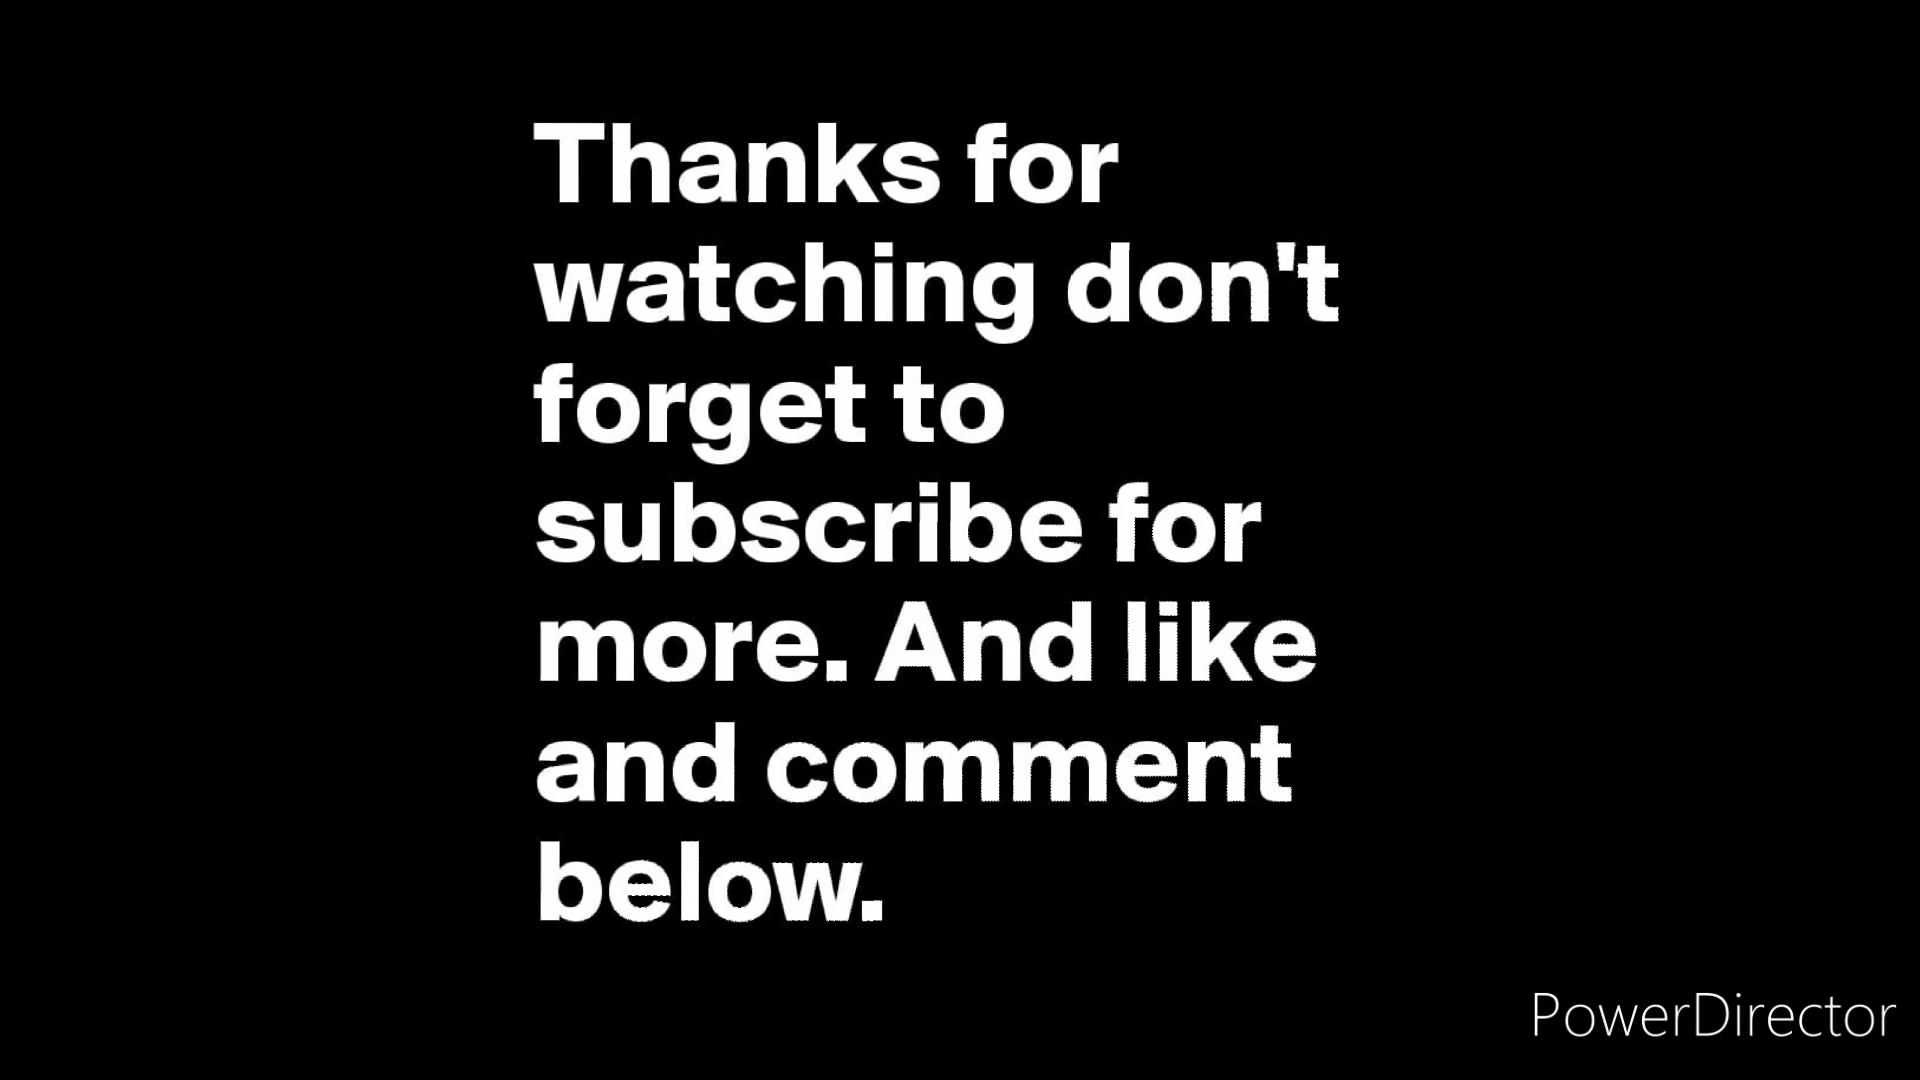 Thanks for
watching don't
forget to
subscribe for
more. And like
and comment
below.
PowerDirector